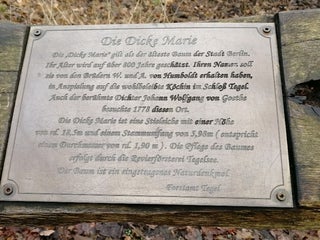 Die Dicke Marie
Die „Dicke Marie" gilt als der älteste Baum der Stadt Berlin.
Ihr Alter wird auf über 800 Jahre geschätzt. Ihren Namen soll
sie von den Brüdern W. und A. von Humboldt erhalten haben,
in Anspielung auf die wohlbeleibte Köchin im Schloß Tegel.
Auch der berühmte Dichter Johann Wolfgang von Goethe
besuchte 1778 diesen Ort.
Die Dicke Marie ist eine Stieleiche mit einer Höhe
von rd. 18,5m und einem Stammumfang von 5,98m ( entspricht
einem Durchmesser von rd. 1,90 m ). Die Pflege des Baumes
erfolgt durch die Revierförsterei Tegelsee.
Der Baum ist ein eingetragenes Naturdenkmal.
Forstamt Tegel